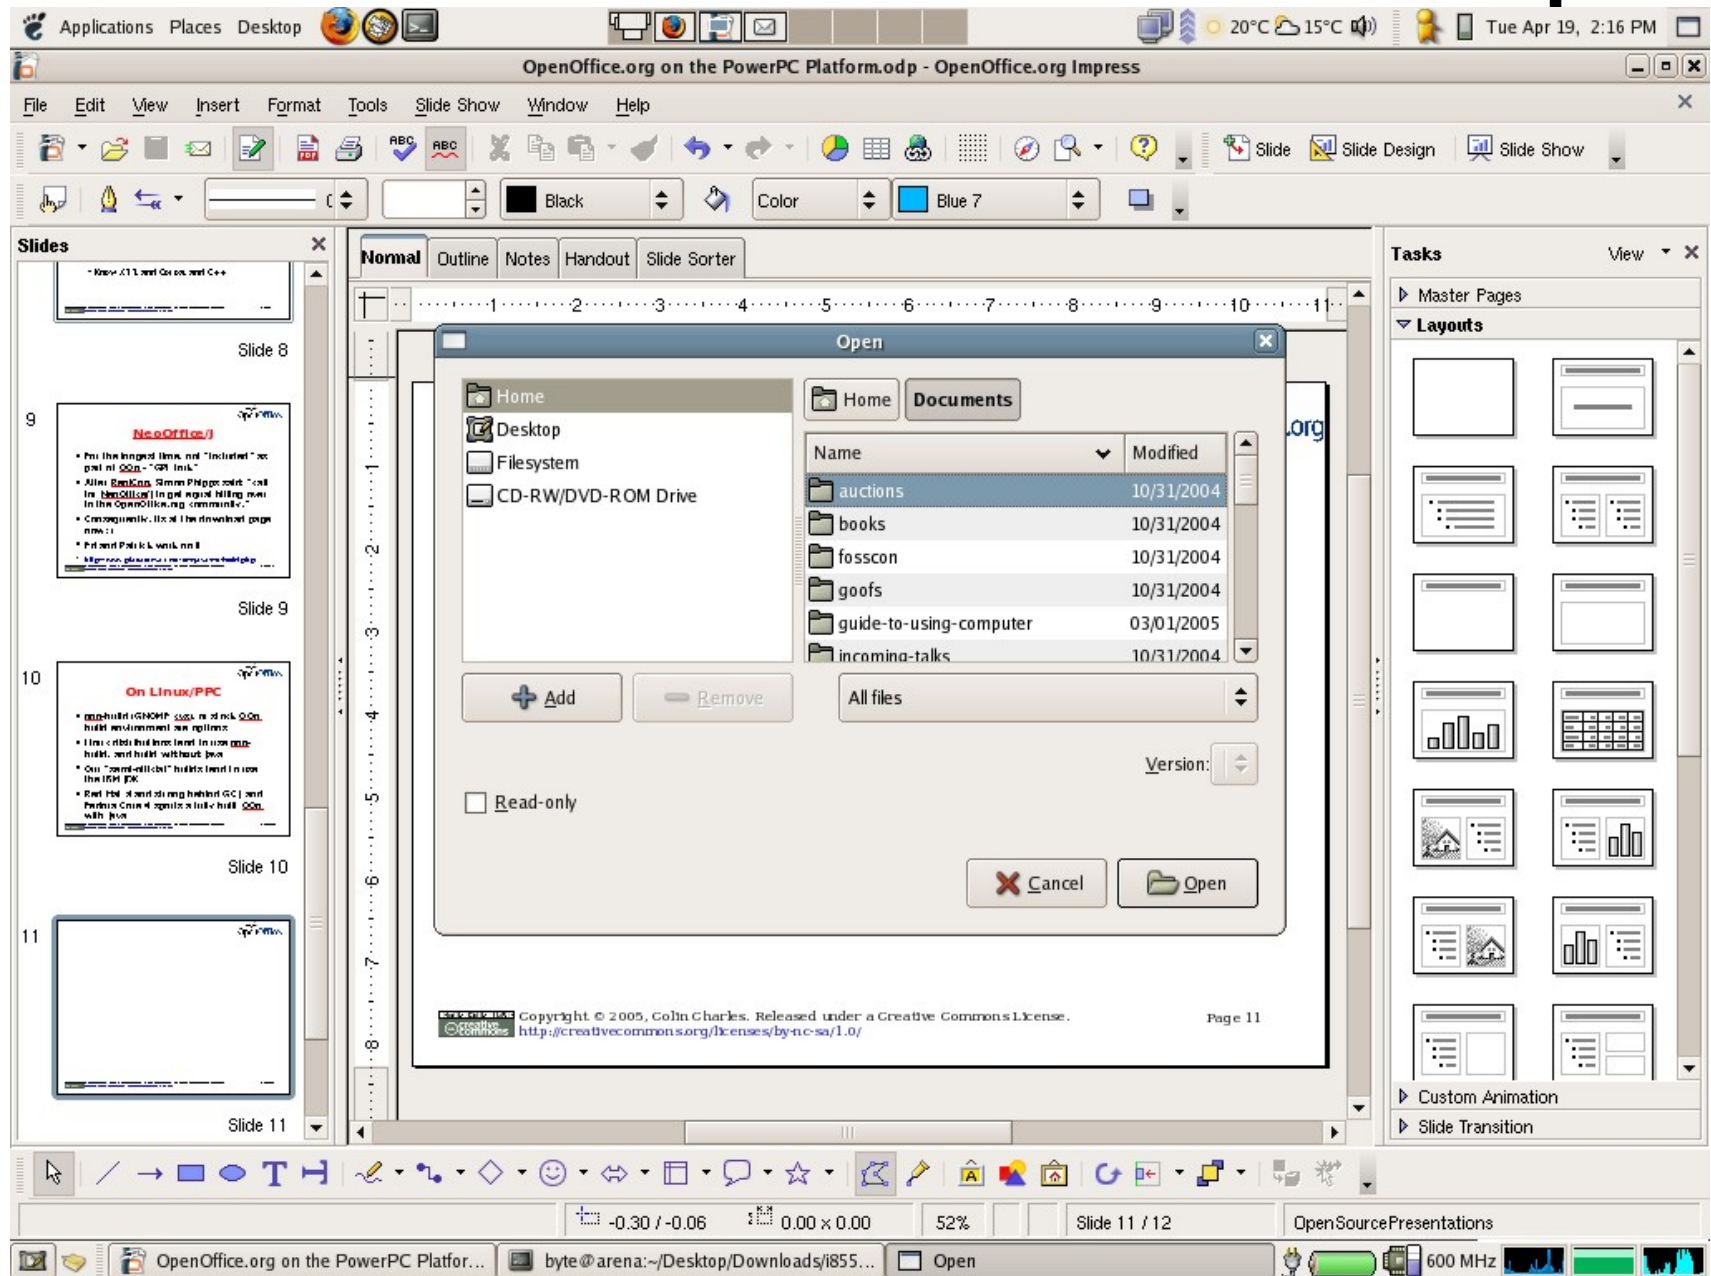 Applications Places Desktop
20°C 15°C
Tue Apr 19, 2:16 PM
OpenOffice.org on the PowerPC Platform.odp - OpenOffice.org Impress
File Edit View Insert Format Tools Slide Show Window Help
Slide Slide Design Slide Show
Black Color Blue 7
Slides
Normal Outline Notes Handout Slide Sorter
Tasks View
Master Pages
Layouts
Slide 8
9
NeoOffice/J
Slide 9
10
On Linux/PPC
Slide 10
11
Slide 11
Open
Home
Desktop
Filesystem
CD-RW/DVD-ROM Drive
Home Documents
Name Modified
auctions 10/31/2004
books 10/31/2004
fosscon 10/31/2004
goofs 10/31/2004
guide-to-using-computer 03/01/2005
incoming-talks 10/31/2004
Add Remove All files
Version:
Read-only
Cancel Open
.org
creative commons
Copyright © 2005, Colin Charles. Released under a Creative Commons License.
http://creativecommons.org/licenses/by-nc-sa/1.0/
Page 11
Custom Animation
Slide Transition
-0.30 / -0.06 0.00 x 0.00 52% Slide 11 / 12 OpenSourcePresentations
OpenOffice.org on the PowerPC Platfor... byte@arena:~/Desktop/Downloads/i855... Open 600 MHz